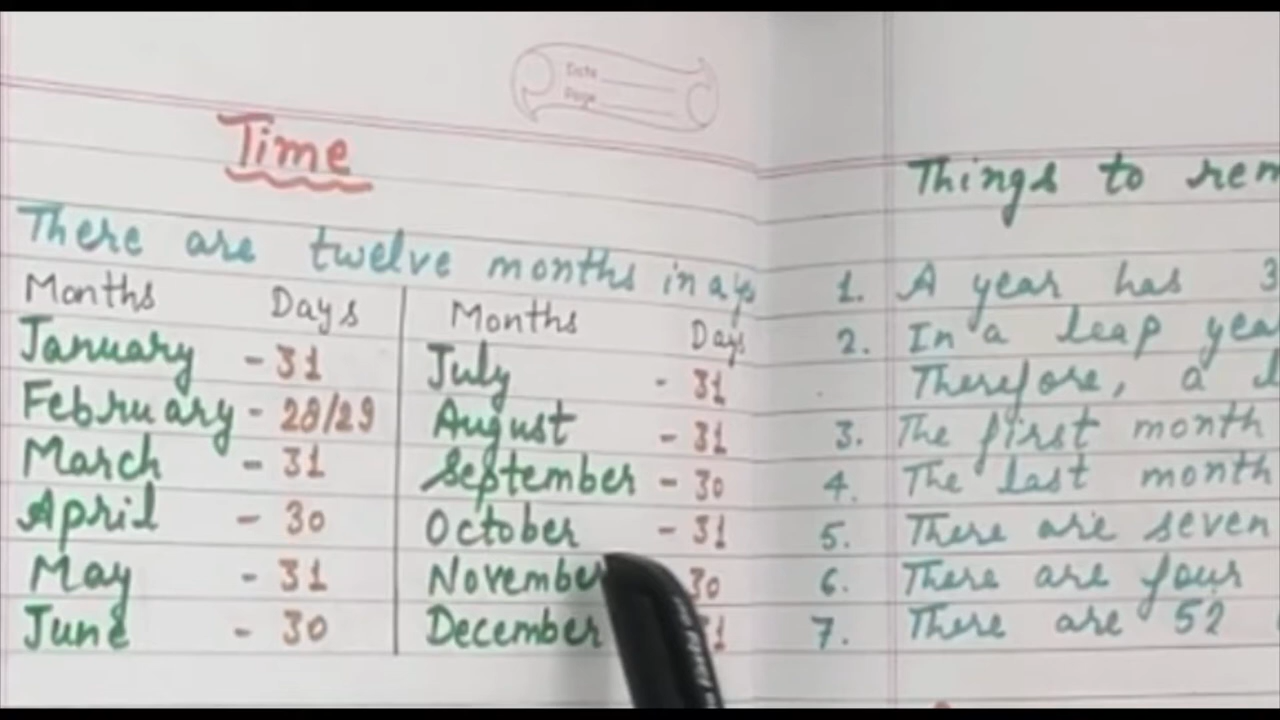 Date
Page
Time
There are twelve months in a y
Months Days Months Days
January - 31 July - 31
February - 28/29 August - 31
March - 31 September - 30
April - 30 October - 31
May - 31 November 30
June - 30 December 31
Things to rem
1. A year has 3
2. In a leap yea
Therefore, a l
3. The first month
4. The last month
5. There are seven
6. There are four
7. There are 52